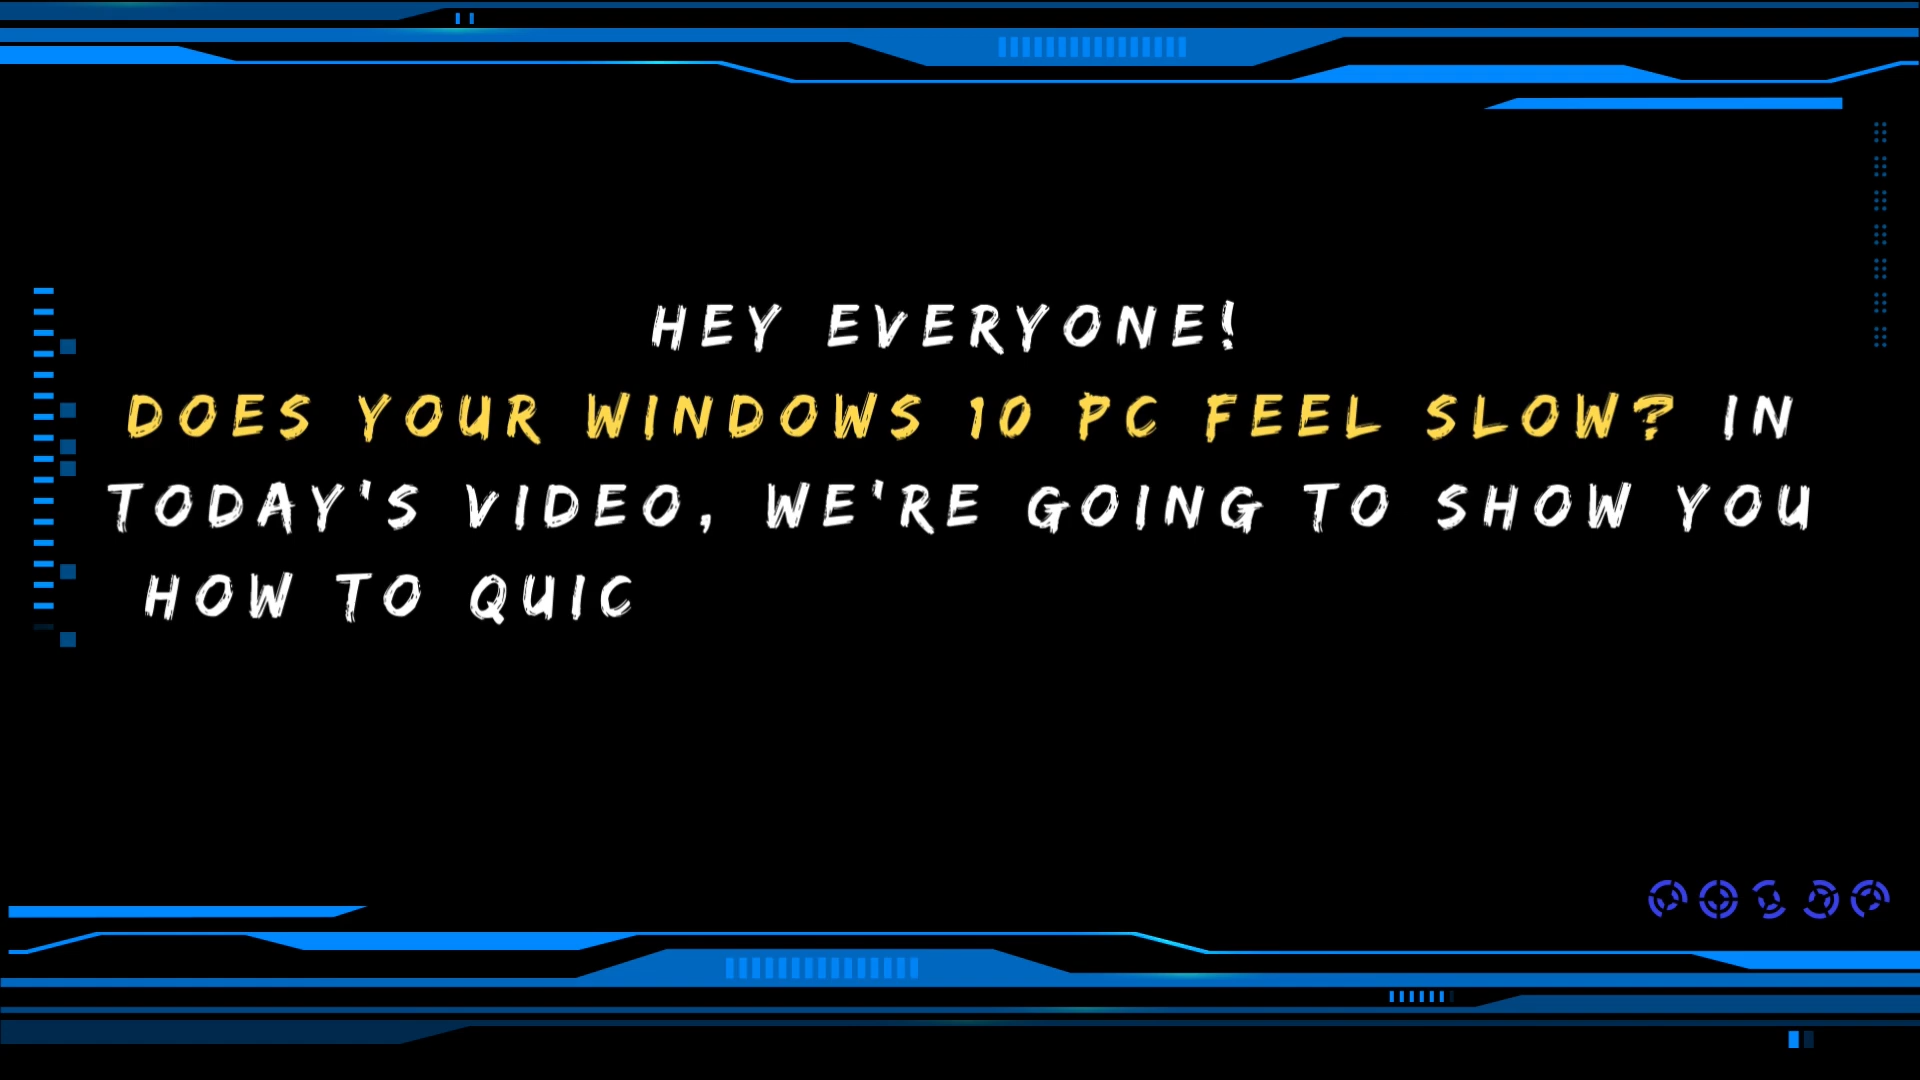 HEY EVERYONE!
DOES YOUR WINDOWS 10 PC FEEL SLOW? IN
TODAY'S VIDEO, WE'RE GOING TO SHOW YOU
HOW TO QUIC